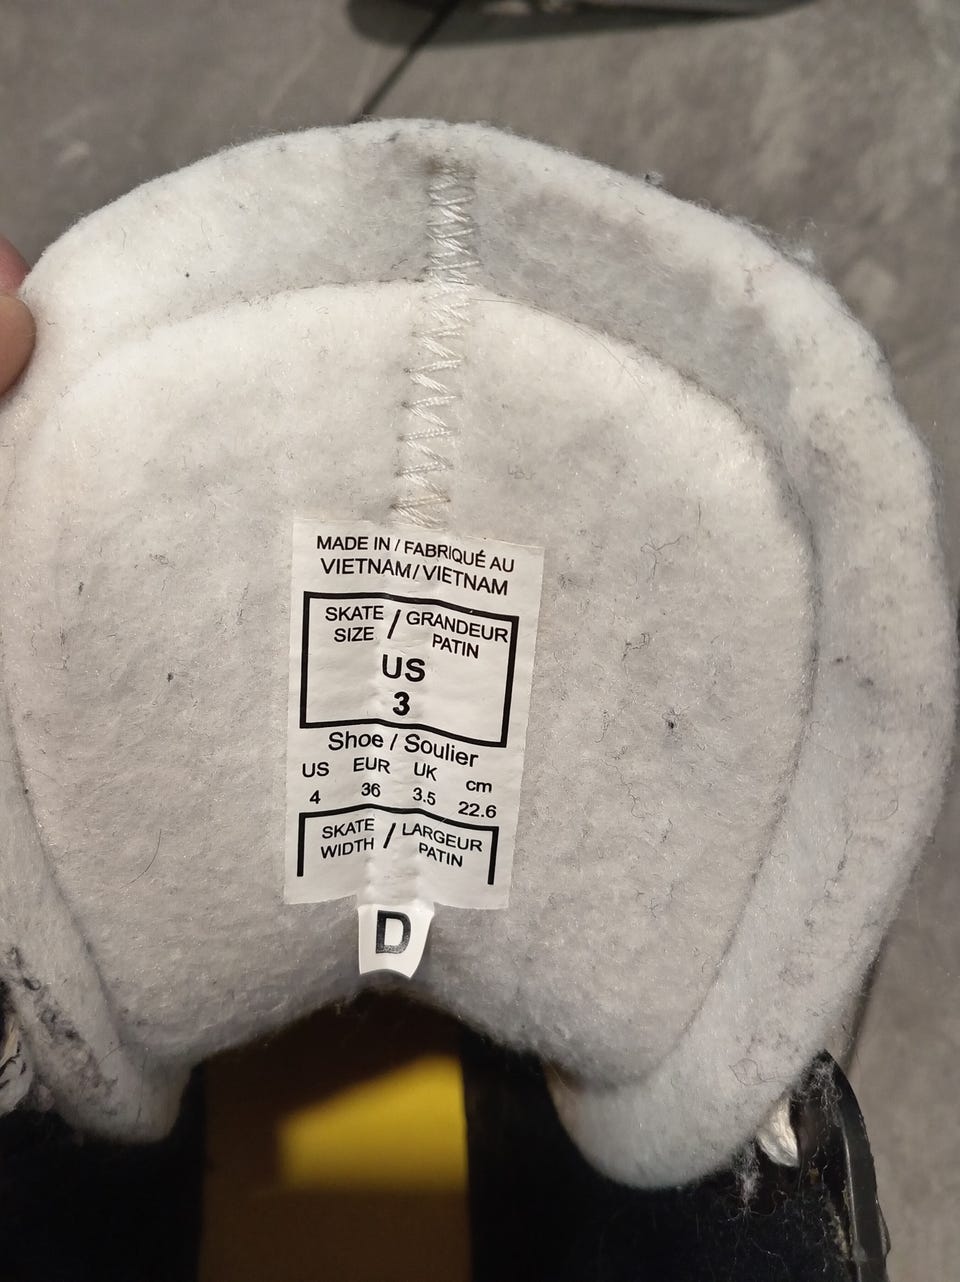 MADE IN / FABRIQUÉ AU
VIETNAM/VIETNAM
SKATE / GRANDEUR
SIZE PATIN
US
3
Shoe / Soulier
US EUR UK cm
4 36 3.5 22.6
SKATE / LARGEUR
WIDTH PATIN
D